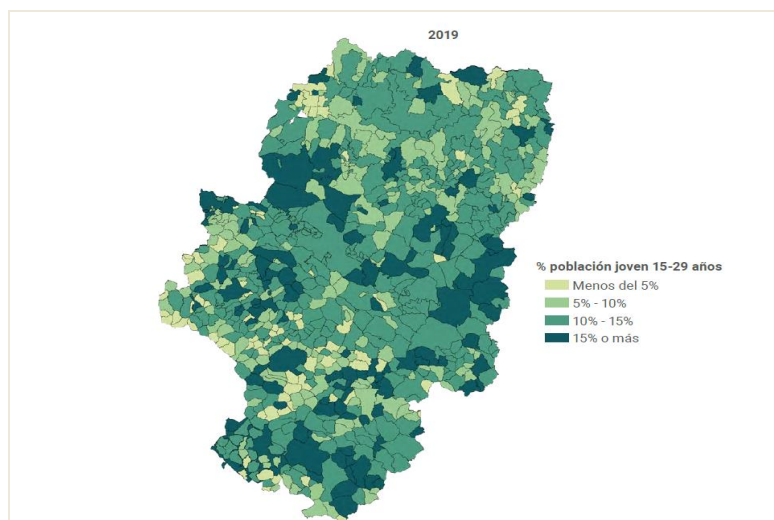 2019
% población joven 15-29 años
Menos del 5%
5% - 10%
10% - 15%
15% o más